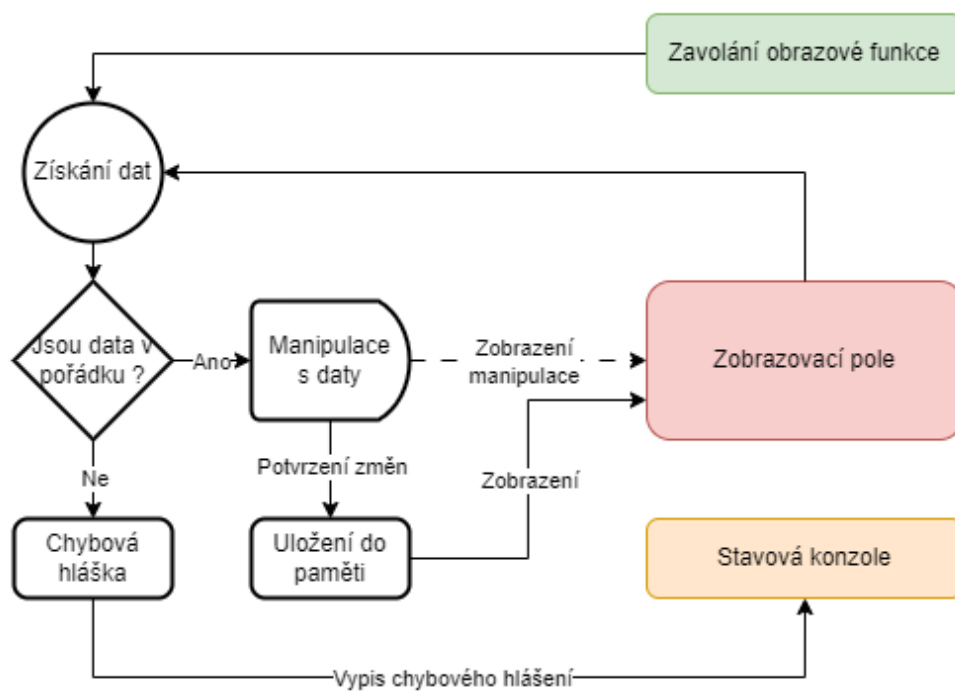 Zavolání obrazové funkce
Získání dat
Jsou data v
pořádku ?
Ano
Manipulace
s daty
Zobrazení
manipulace
Zobrazovací pole
Ne
Potvrzení změn
Zobrazení
Chybová
hláška
Uložení do
paměti
Stavová konzole
Vypis chybového hlášení